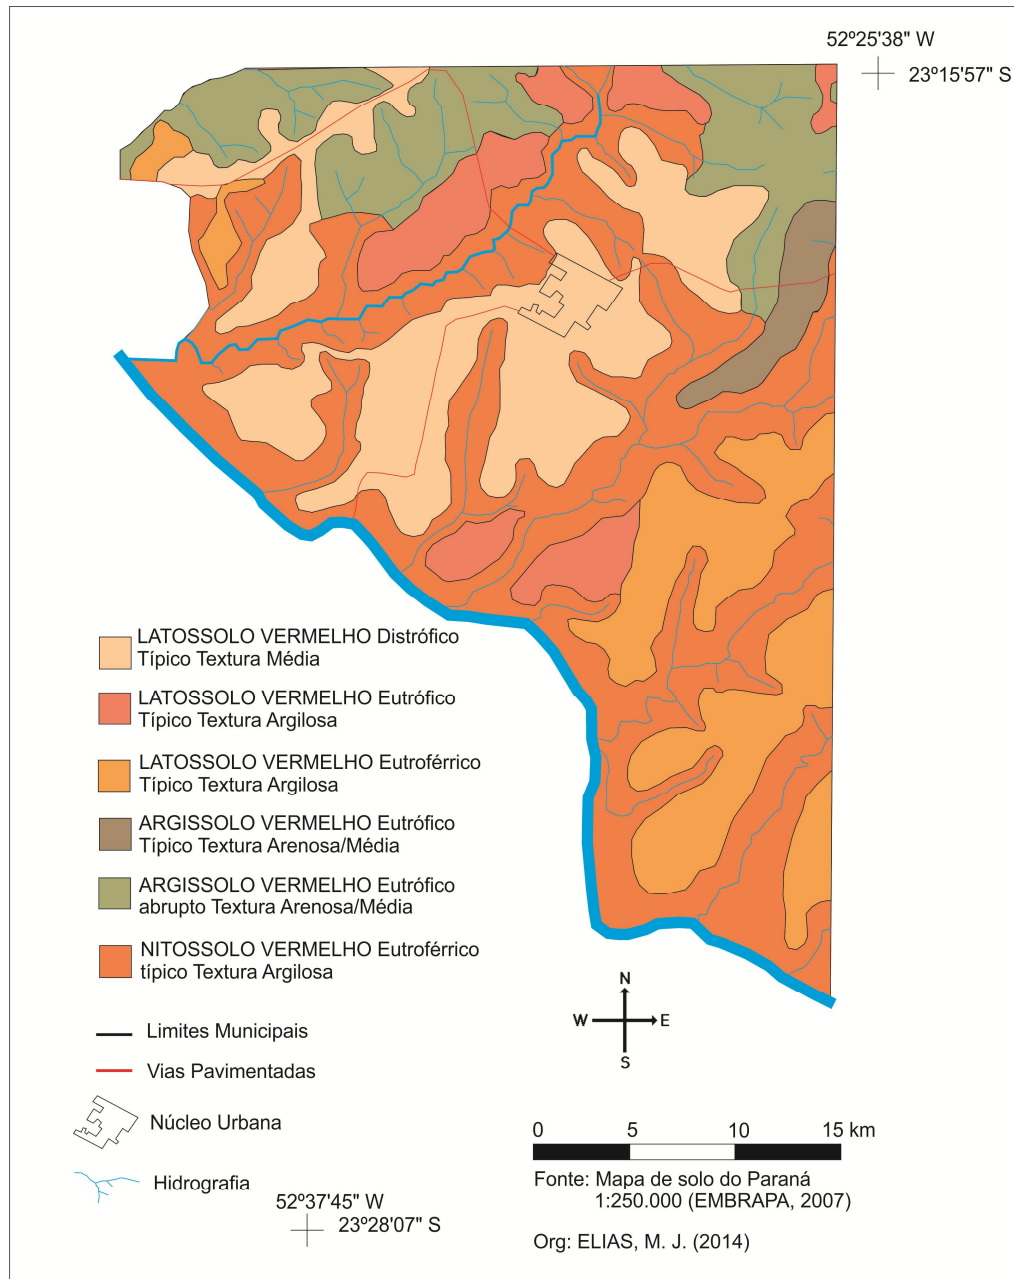 52º25'38" W
23º15'57" S
LATOSSOLO VERMELHO Distrófico
Típico Textura Média
LATOSSOLO VERMELHO Eutrófico
Típico Textura Argilosa
LATOSSOLO VERMELHO Eutroférrico
Típico Textura Argilosa
ARGISSOLO VERMELHO Eutrófico
Típico Textura Arenosa/Média
ARGISSOLO VERMELHO Eutrófico
abrupto Textura Arenosa/Média
NITOSSOLO VERMELHO Eutroférrico
típico Textura Argilosa
N
W E
S
Limites Municipais
Vias Pavimentadas
Núcleo Urbana
Hidrografia
0 5 10 15 km
Fonte: Mapa de solo do Paraná
1:250.000 (EMBRAPA, 2007)
Org: ELIAS, M. J. (2014)
52º37'45" W
23º28'07" S